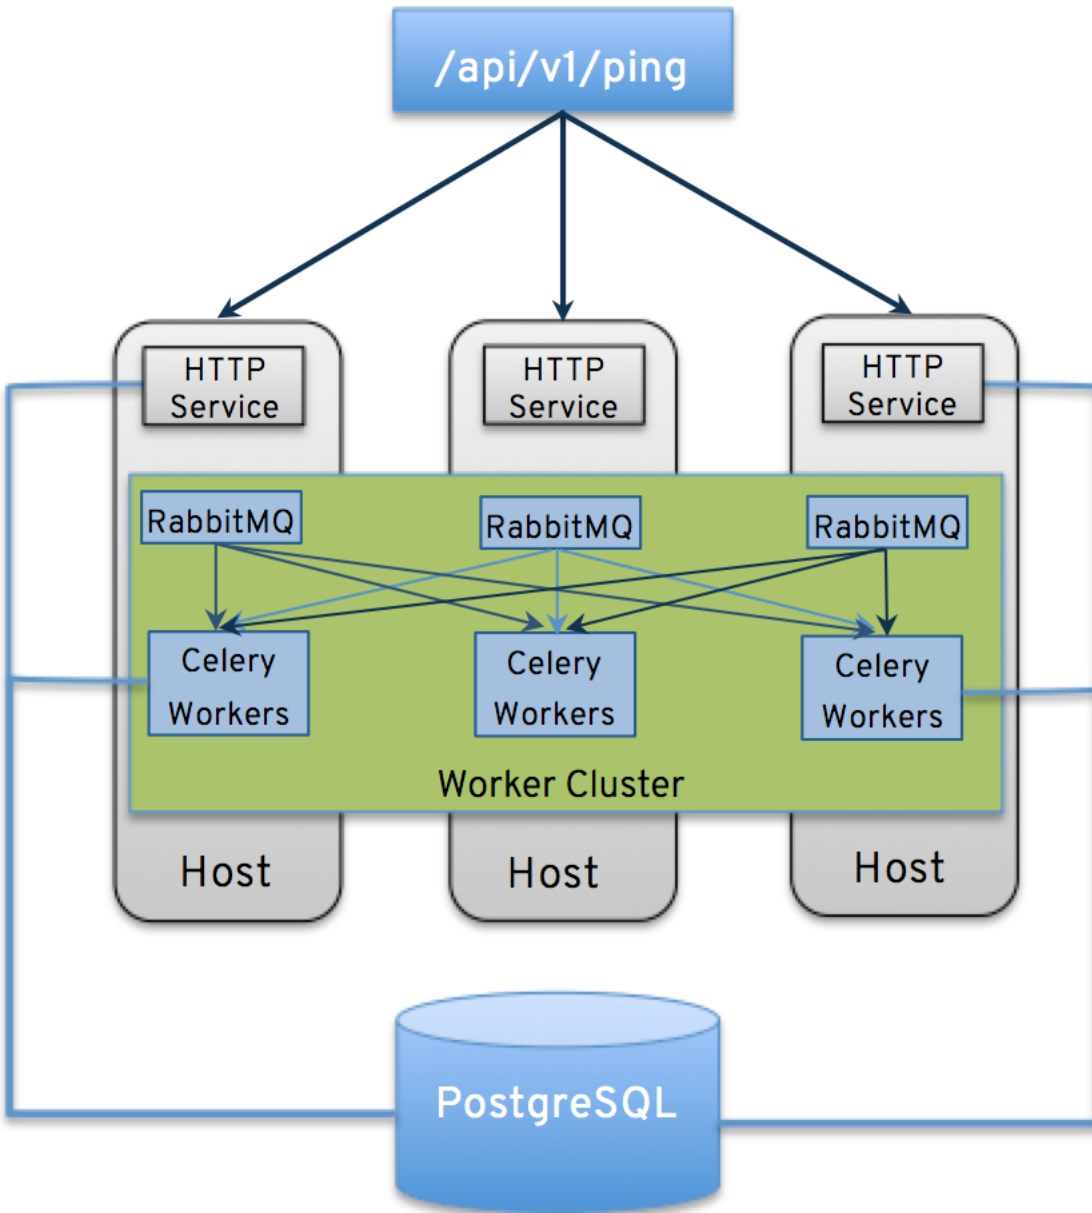 /api/v1/ping
HTTP
Service
HTTP
Service
HTTP
Service
RabbitMQ
RabbitMQ
RabbitMQ
Celery
Workers
Celery
Workers
Celery
Workers
Worker Cluster
Host
Host
Host
PostgreSQL